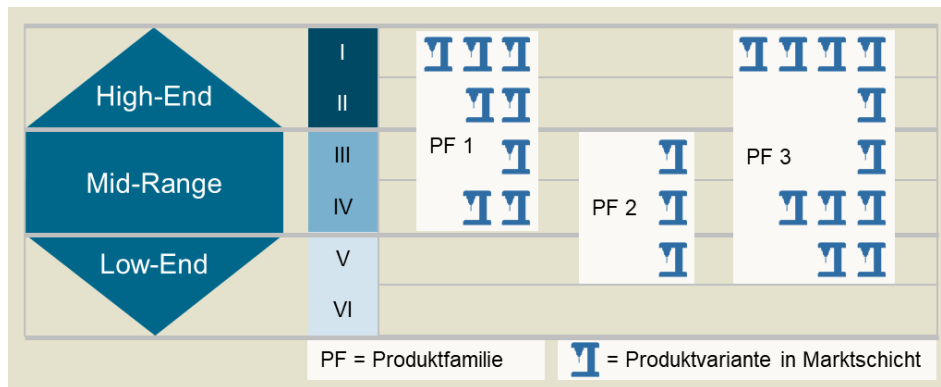 High-End
Mid-Range
Low-End
I
II
III
IV
V
VI
PF 1
PF 2
PF 3
PF = Produktfamilie
= Produktvariante in Marktschicht